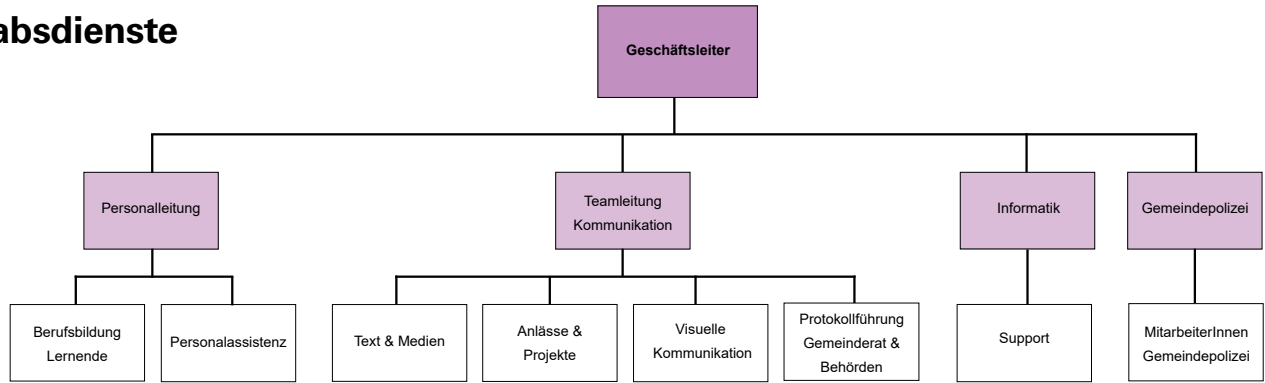 absdienste
Geschäftsleiter
Personalleitung
Teamleitung
Kommunikation
Informatik
Gemeindepolizei
Berufsbildung
Lernende
Personalassistenz
Text & Medien
Anlässe &
Projekte
Visuelle
Kommunikation
Protokollführung
Gemeinderat &
Behörden
Support
MitarbeiterInnen
Gemeindepolizei